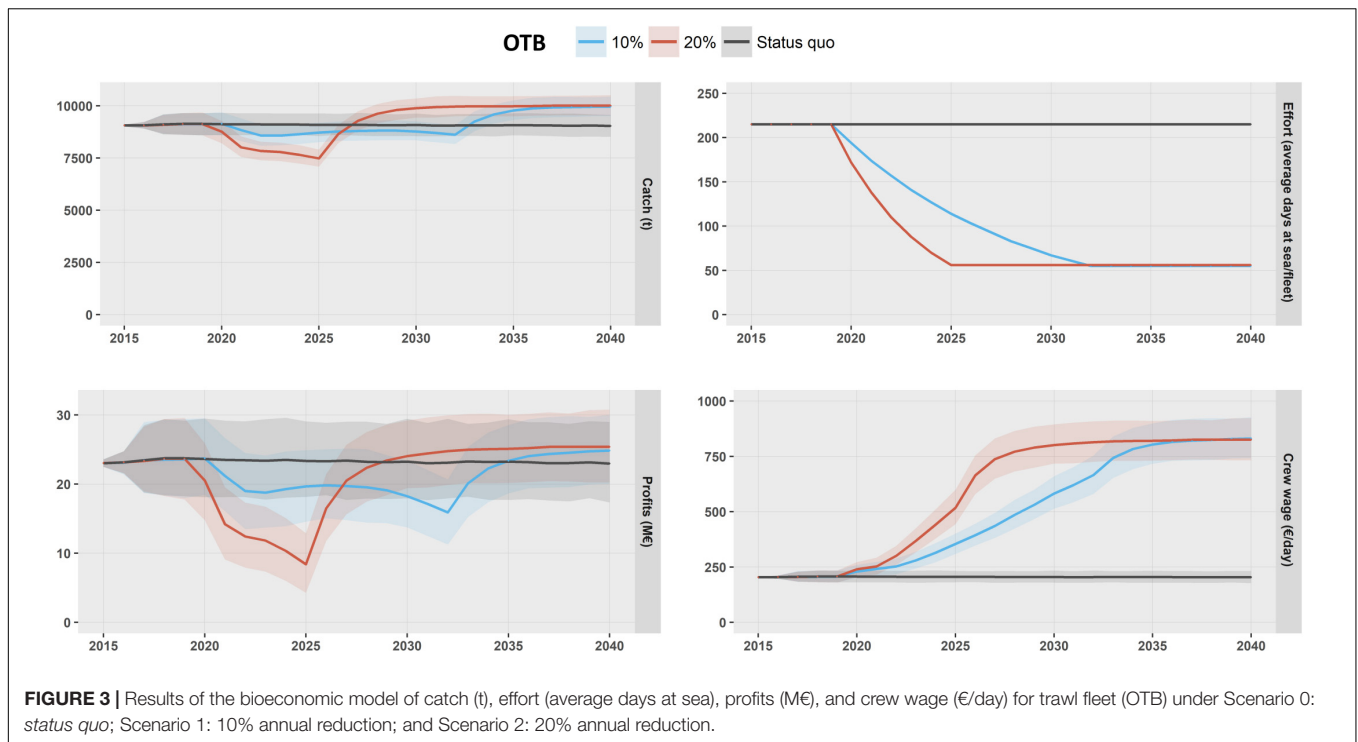 OTB 10% 20% Status quo
10000
7500
5000
2500
0
2015 2020 2025 2030 2035 2040
Catch (t)
250
200
150
100
50
0
2015 2020 2025 2030 2035 2040
Effort (average days at sea/fleet)
30
20
10
0
2015 2020 2025 2030 2035 2040
Profits (M€)
1000
750
500
250
0
2015 2020 2025 2030 2035 2040
Crew wage (€/day)
FIGURE 3 | Results of the bioeconomic model of catch (t), effort (average days at sea), profits (M€), and crew wage (€/day) for trawl fleet (OTB) under Scenario 0:
status quo; Scenario 1: 10% annual reduction; and Scenario 2: 20% annual reduction.